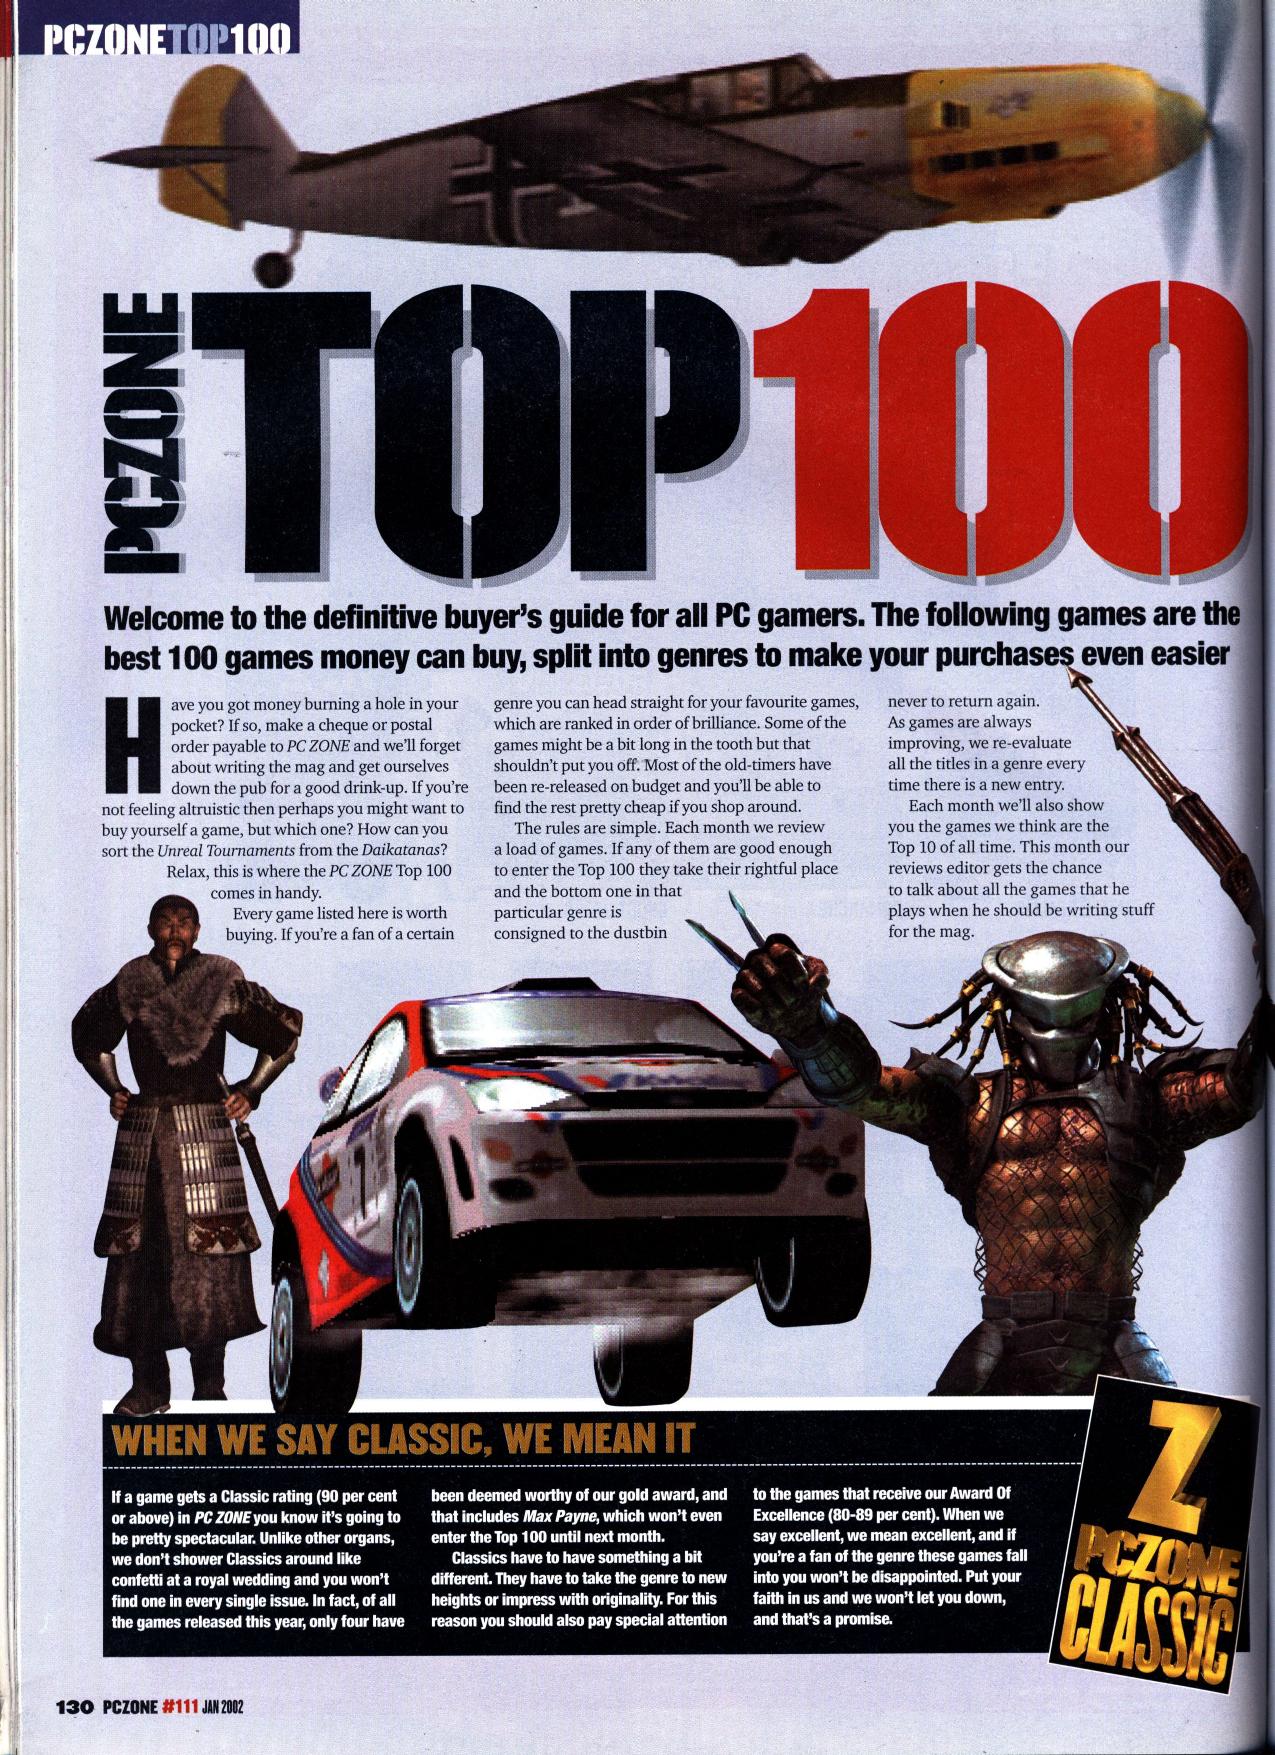 PCZONETOP100
PCZONE
TOP100
Welcome to the definitive buyer's guide for all PC gamers. The following games are the
best 100 games money can buy, split into genres to make your purchases even easier
Have you got money burning a hole in your
pocket? If so, make a cheque or postal
order payable to PC ZONE and we'll forget
about writing the mag and get ourselves
down the pub for a good drink-up. If you're
not feeling altruistic then perhaps you might want to
buy yourself a game, but which one? How can you
sort the Unreal Tournaments from the Daikatanas?
Relax, this is where the PC ZONE Top 100
comes in handy.
Every game listed here is worth
buying. If you're a fan of a certain
genre you can head straight for your favourite games,
which are ranked in order of brilliance. Some of the
games might be a bit long in the tooth but that
shouldn't put you off. Most of the old-timers have
been re-released on budget and you'll be able to
find the rest pretty cheap if you shop around.
The rules are simple. Each month we review
a load of games. If any of them are good enough
to enter the Top 100 they take their rightful place
and the bottom one in that
particular genre is
consigned to the dustbin
never to return again.
As games are always
improving, we re-evaluate
all the titles in a genre every
time there is a new entry.
Each month we'll also show
you the games we think are the
Top 10 of all time. This month our
reviews editor gets the chance
to talk about all the games that he
plays when he should be writing stuff
for the mag.
WHEN WE SAY CLASSIC, WE MEAN IT
If a game gets a Classic rating (90 per cent
or above) in PC ZONE you know it's going to
be pretty spectacular. Unlike other organs,
we don't shower Classics around like
confetti at a royal wedding and you won't
find one in every single issue. In fact, of all
the games released this year, only four have
been deemed worthy of our gold award, and
that includes Max Payne, which won't even
enter the Top 100 until next month.
Classics have to have something a bit
different. They have to take the genre to new
heights or impress with originality. For this
reason you should also pay special attention
to the games that receive our Award Of
Excellence (80-89 per cent). When we
say excellent, we mean excellent, and if
you're a fan of the genre these games fall
into you won't be disappointed. Put your
faith in us and we won't let you down,
and that's a promise.
Z
PCZONE
CLASSIC
130 PCZONE #111 JAN 2002